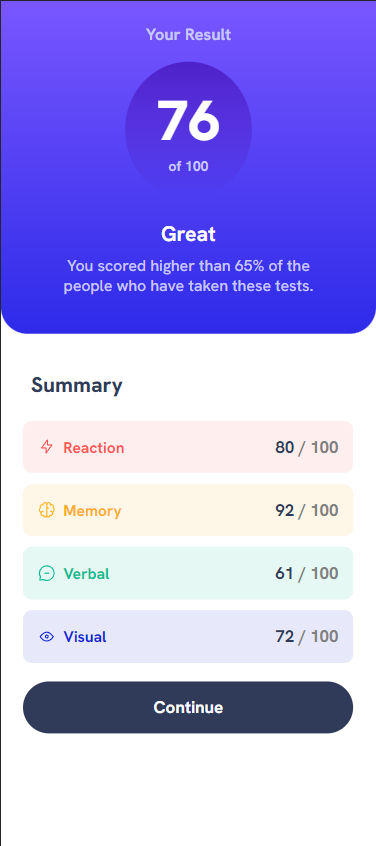 Your Result
76
of 100
Great
You scored higher than 65% of the
people who have taken these tests.
Summary
Reaction 80 / 100
Memory 92 / 100
Verbal 61 / 100
Visual 72 / 100
Continue